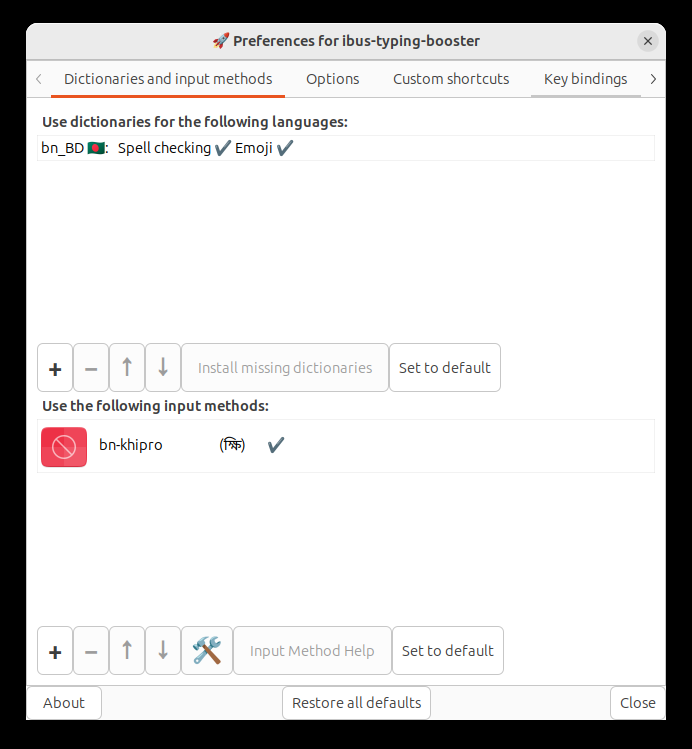 🚀 Preferences for ibus-typing-booster
Dictionaries and input methods Options Custom shortcuts Key bindings
Use dictionaries for the following languages:
bn_BD 🇧🇩: Spell checking ✔️ Emoji ✔️
+ − ↑ ↓ Install missing dictionaries Set to default
Use the following input methods:
bn-khipro (ক্ষি) ✔️
+ − ↑ ↓ 🛠️ Input Method Help Set to default
About Restore all defaults Close